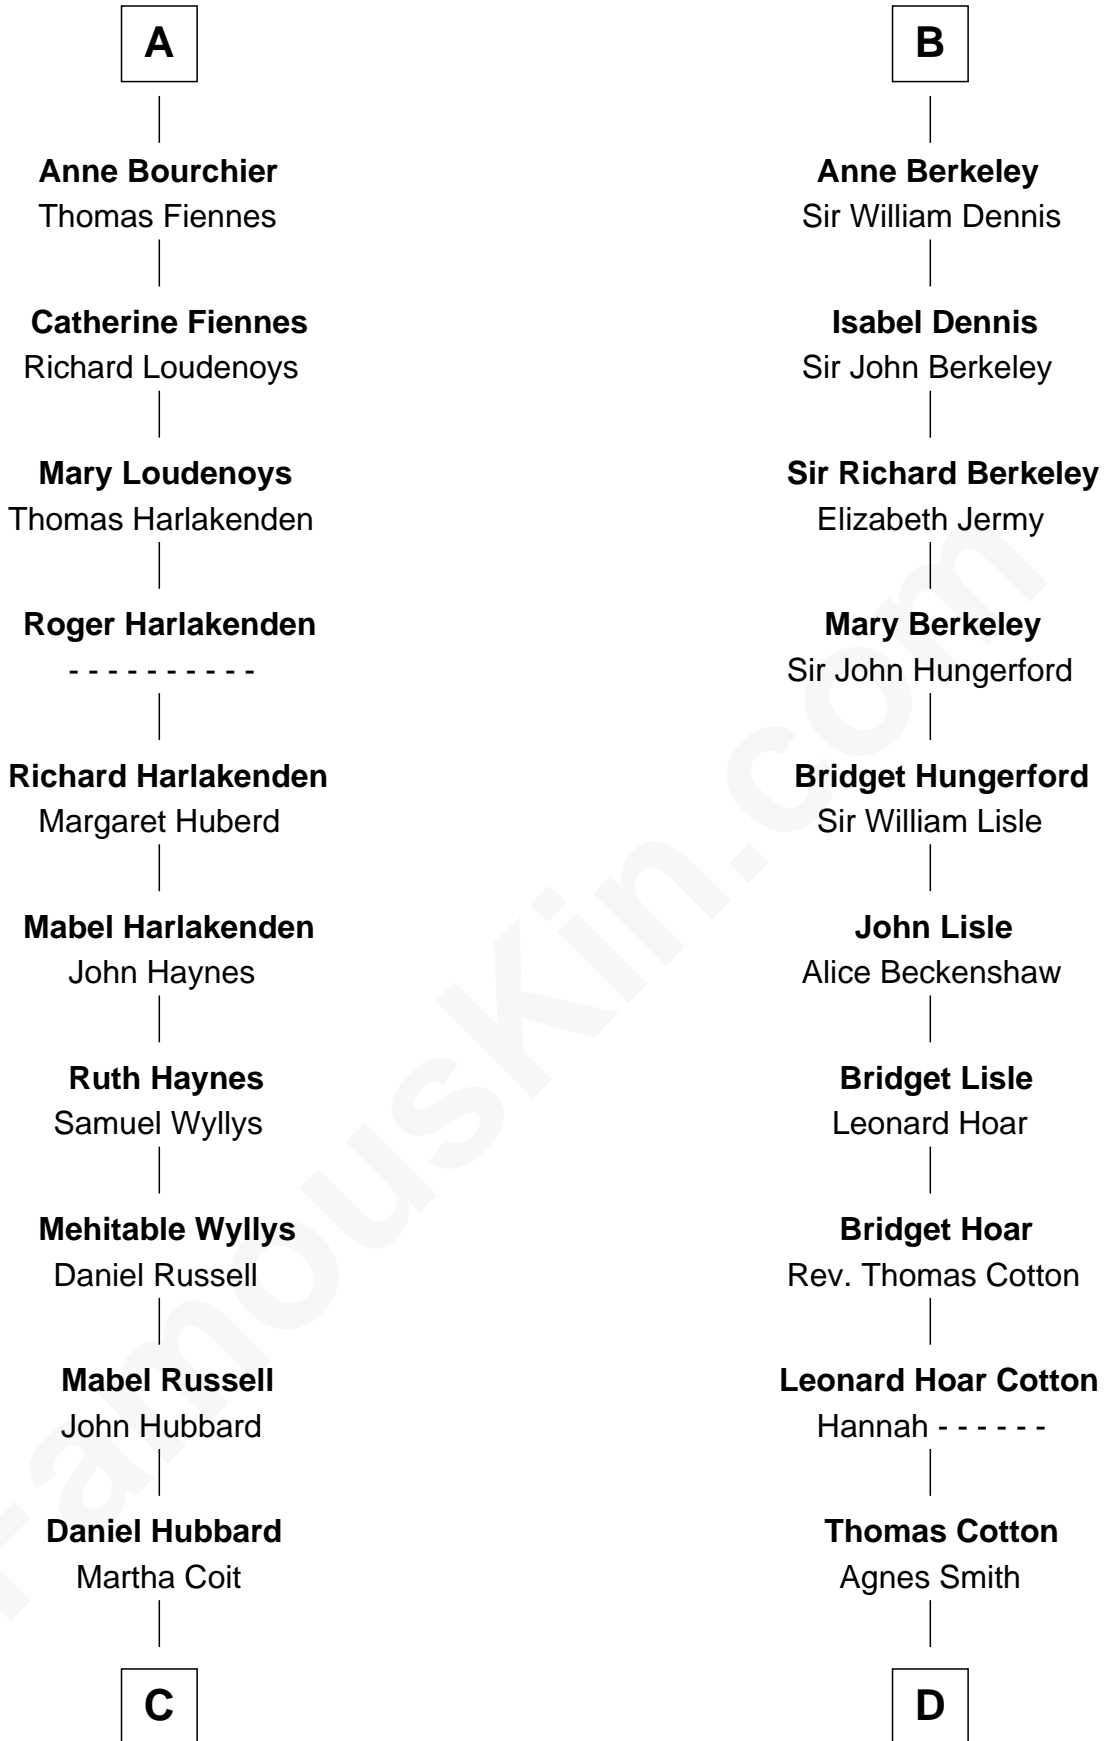 A
Anne Bourchier
Thomas Fiennes
Catherine Fiennes
Richard Loudenoys
Mary Loudenoys
Thomas Harlakenden
Roger Harlakenden
- - - - - - - - - -
Richard Harlakenden
Margaret Huberd
Mabel Harlakenden
John Haynes
Ruth Haynes
Samuel Wyllys
Mehitable Wyllys
Daniel Russell
Mabel Russell
John Hubbard
Daniel Hubbard
Martha Coit
C
B
Anne Berkeley
Sir William Dennis
Isabel Dennis
Sir John Berkeley
Sir Richard Berkeley
Elizabeth Jermy
Mary Berkeley
Sir John Hungerford
Bridget Hungerford
Sir William Lisle
John Lisle
Alice Beckenshaw
Bridget Lisle
Leonard Hoar
Bridget Hoar
Rev. Thomas Cotton
Leonard Hoar Cotton
Hannah - - - - - -
Thomas Cotton
Agnes Smith
D
FamousKin.com